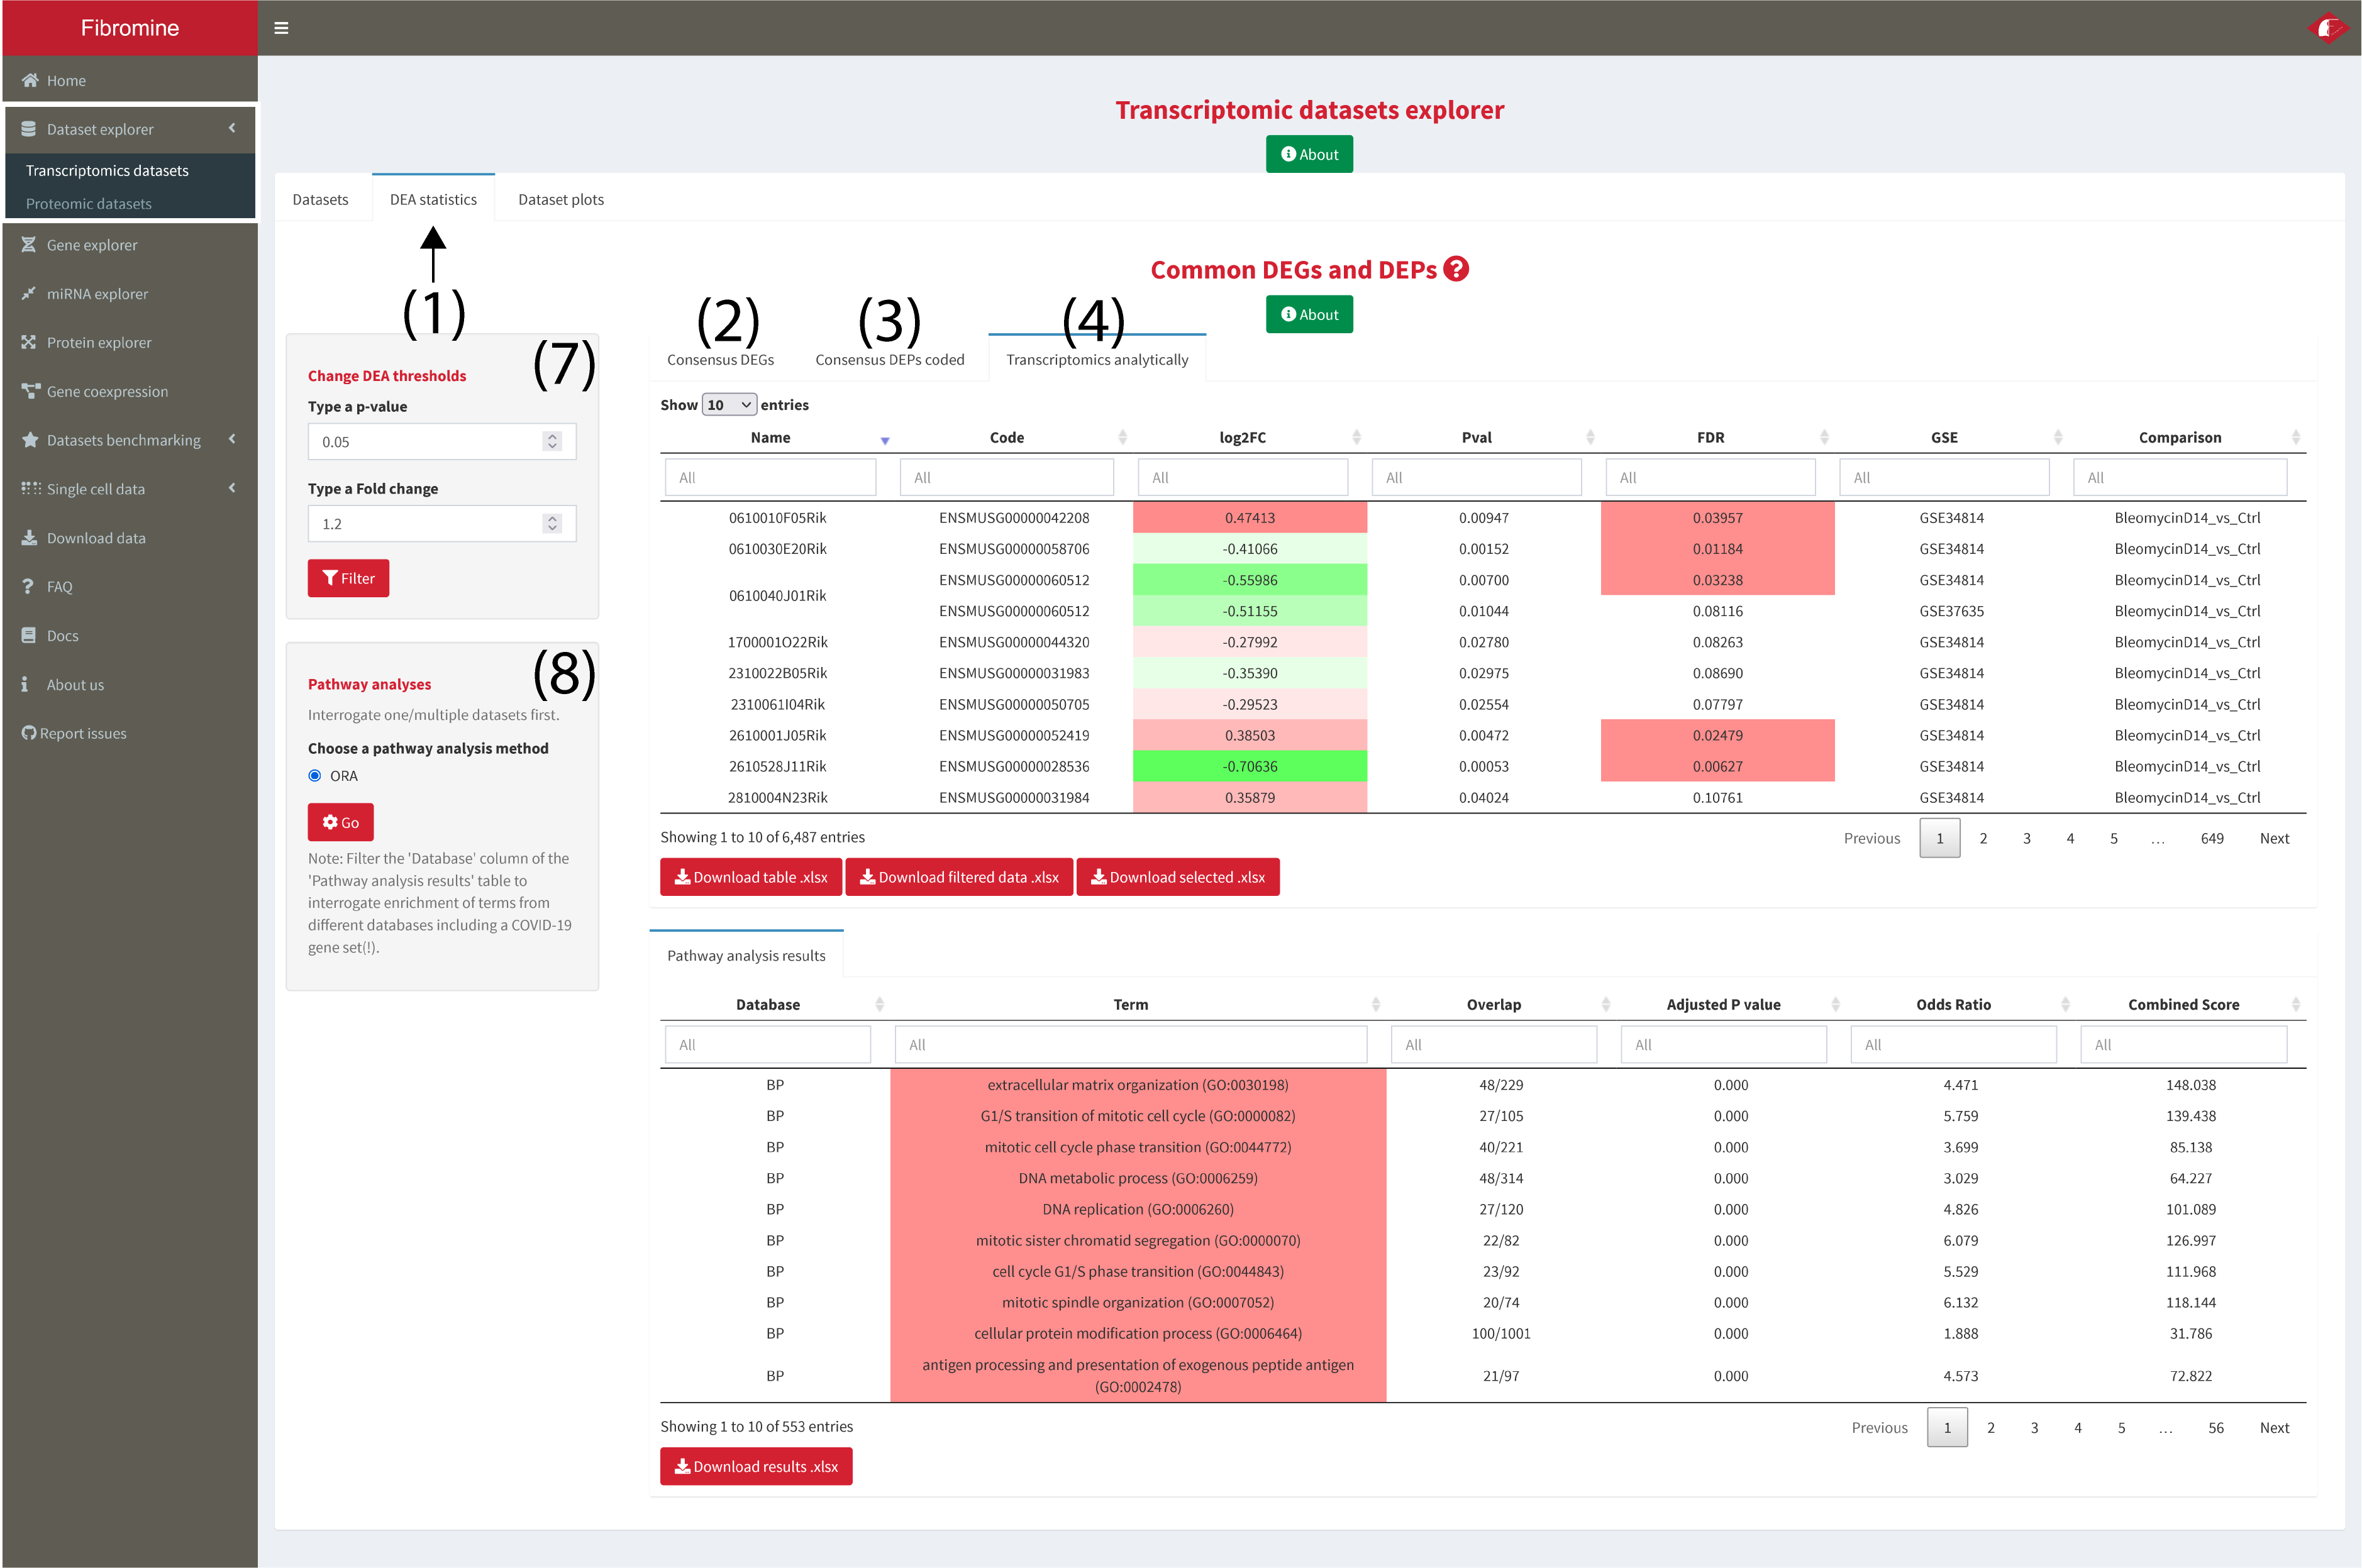 Fibromine
Home
Dataset explorer
Transcriptomics datasets
Proteomic datasets
Gene explorer
miRNA explorer
Protein explorer
Gene coexpression
Datasets benchmarking
Single cell data
Download data
FAQ
Docs
About us
Report issues
Transcriptomic datasets explorer
About
Datasets DEA statistics Dataset plots
(1)
Common DEGs and DEPs ?
About
(7)
Change DEA thresholds
Type a p-value
0.05
Type a Fold change
1.2
Filter
(8)
Pathway analyses
Interrogate one/multiple datasets first.
Choose a pathway analysis method
ORA
Go
Note: Filter the 'Database' column of the
'Pathway analysis results' table to
interrogate enrichment of terms from
different databases including a COVID-19
gene set(!).
(2) (3) (4)
Consensus DEGs Consensus DEPs coded Transcriptomics analytically
Show 10 entries
Name Code log2FC Pval FDR GSE Comparison
All All All All All All All
0610010F05Rik ENSMUSG00000042208 0.47413 0.00947 0.03957 GSE34814 BleomycinD14_vs_Ctrl
0610030E20Rik ENSMUSG00000058706 -0.41066 0.00152 0.01184 GSE34814 BleomycinD14_vs_Ctrl
0610040J01Rik ENSMUSG00000060512 -0.55986 0.00700 0.03238 GSE34814 BleomycinD14_vs_Ctrl
ENSMUSG00000060512 -0.51155 0.01044 0.08116 GSE37635 BleomycinD14_vs_Ctrl
1700001O22Rik ENSMUSG00000044320 -0.27992 0.02780 0.08263 GSE34814 BleomycinD14_vs_Ctrl
2310022B05Rik ENSMUSG00000031983 -0.35390 0.02975 0.08690 GSE34814 BleomycinD14_vs_Ctrl
2310061I04Rik ENSMUSG00000050705 -0.29523 0.02554 0.07797 GSE34814 BleomycinD14_vs_Ctrl
2610001J05Rik ENSMUSG00000052419 0.38503 0.00472 0.02479 GSE34814 BleomycinD14_vs_Ctrl
2610528J11Rik ENSMUSG00000028536 -0.70636 0.00053 0.00627 GSE34814 BleomycinD14_vs_Ctrl
2810004N23Rik ENSMUSG00000031984 0.35879 0.04024 0.10761 GSE34814 BleomycinD14_vs_Ctrl
Showing 1 to 10 of 6,487 entries
Previous 1 2 3 4 5 … 649 Next
Download table .xlsx Download filtered data .xlsx Download selected .xlsx
Pathway analysis results
Database Term Overlap Adjusted P value Odds Ratio Combined Score
All All All All All All
BP extracellular matrix organization (GO:0030198) 48/229 0.000 4.471 148.038
BP G1/S transition of mitotic cell cycle (GO:0000082) 27/105 0.000 5.759 139.438
BP mitotic cell cycle phase transition (GO:0044772) 40/221 0.000 3.699 85.138
BP DNA metabolic process (GO:0006259) 48/314 0.000 3.029 64.227
BP DNA replication (GO:0006260) 27/120 0.000 4.826 101.089
BP mitotic sister chromatid segregation (GO:0000070) 22/82 0.000 6.079 126.997
BP cell cycle G1/S phase transition (GO:0044843) 23/92 0.000 5.529 111.968
BP mitotic spindle organization (GO:0007052) 20/74 0.000 6.132 118.144
BP cellular protein modification process (GO:0006464) 100/1001 0.000 1.888 31.786
BP antigen processing and presentation of exogenous peptide antigen
(GO:0002478) 21/97 0.000 4.573 72.822
Showing 1 to 10 of 553 entries
Previous 1 2 3 4 5 … 56 Next
Download results .xlsx